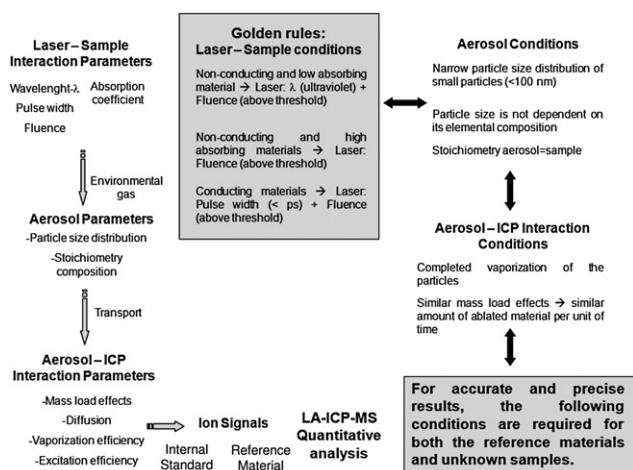 Laser – Sample
Interaction Parameters
Wavelenght-λ
Absorption
coefficient
Pulse width
Fluence
Environmental
gas
Aerosol Parameters
-Particle size distribution
-Stoichiometry
composition
Transport
Aerosol – ICP
Interaction Parameters
-Mass load effects
-Diffusion
-Vaporization efficiency
-Excitation efficiency
Ion Signals
Internal
Standard
Reference
Material
LA-ICP-MS
Quantitative
analysis
Golden rules:
Laser – Sample conditions
Non-conducting and low absorbing
material → Laser: λ (ultraviolet) +
Fluence (above threshold)
Non-conducting and high
absorbing materials → Laser:
Fluence (above threshold)
Conducting materials → Laser:
Pulse width (< ps) + Fluence
(above threshold)
Aerosol Conditions
Narrow particle size distribution of
small particles (<100 nm)
Particle size is not dependent on
its elemental composition
Stoichiometry aerosol=sample
Aerosol – ICP Interaction
Conditions
Completed vaporization of the
particles
Similar mass load effects → similar
amount of ablated material per unit of
time
For accurate and precise
results, the following
conditions are required for
both the reference materials
and unknown samples.